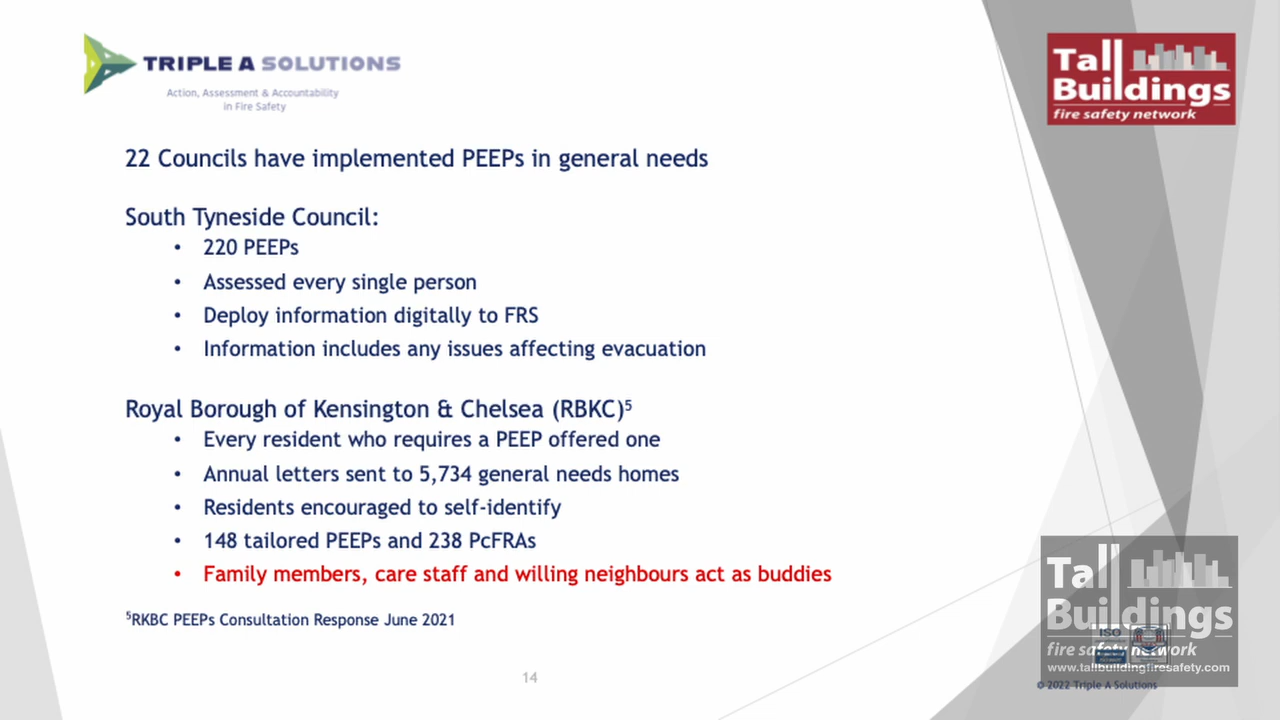 TRIPLE A SOLUTIONS
Action, Assessment & Accountability
in Fire Safety
Tall
Buildings
fire safety network
22 Councils have implemented PEEPs in general needs
South Tyneside Council:
• 220 PEEPs
• Assessed every single person
• Deploy information digitally to FRS
• Information includes any issues affecting evacuation
Royal Borough of Kensington & Chelsea (RBKC)⁵
• Every resident who requires a PEEP offered one
• Annual letters sent to 5,734 general needs homes
• Residents encouraged to self-identify
• 148 tailored PEEPs and 238 PcFRAs
• Family members, care staff and willing neighbours act as buddies
⁵RKBC PEEPs Consultation Response June 2021
14
Tall
Buildings
ISO
fire safety network
www.tallbuildingfiresafety.com
© 2022 Triple A Solutions